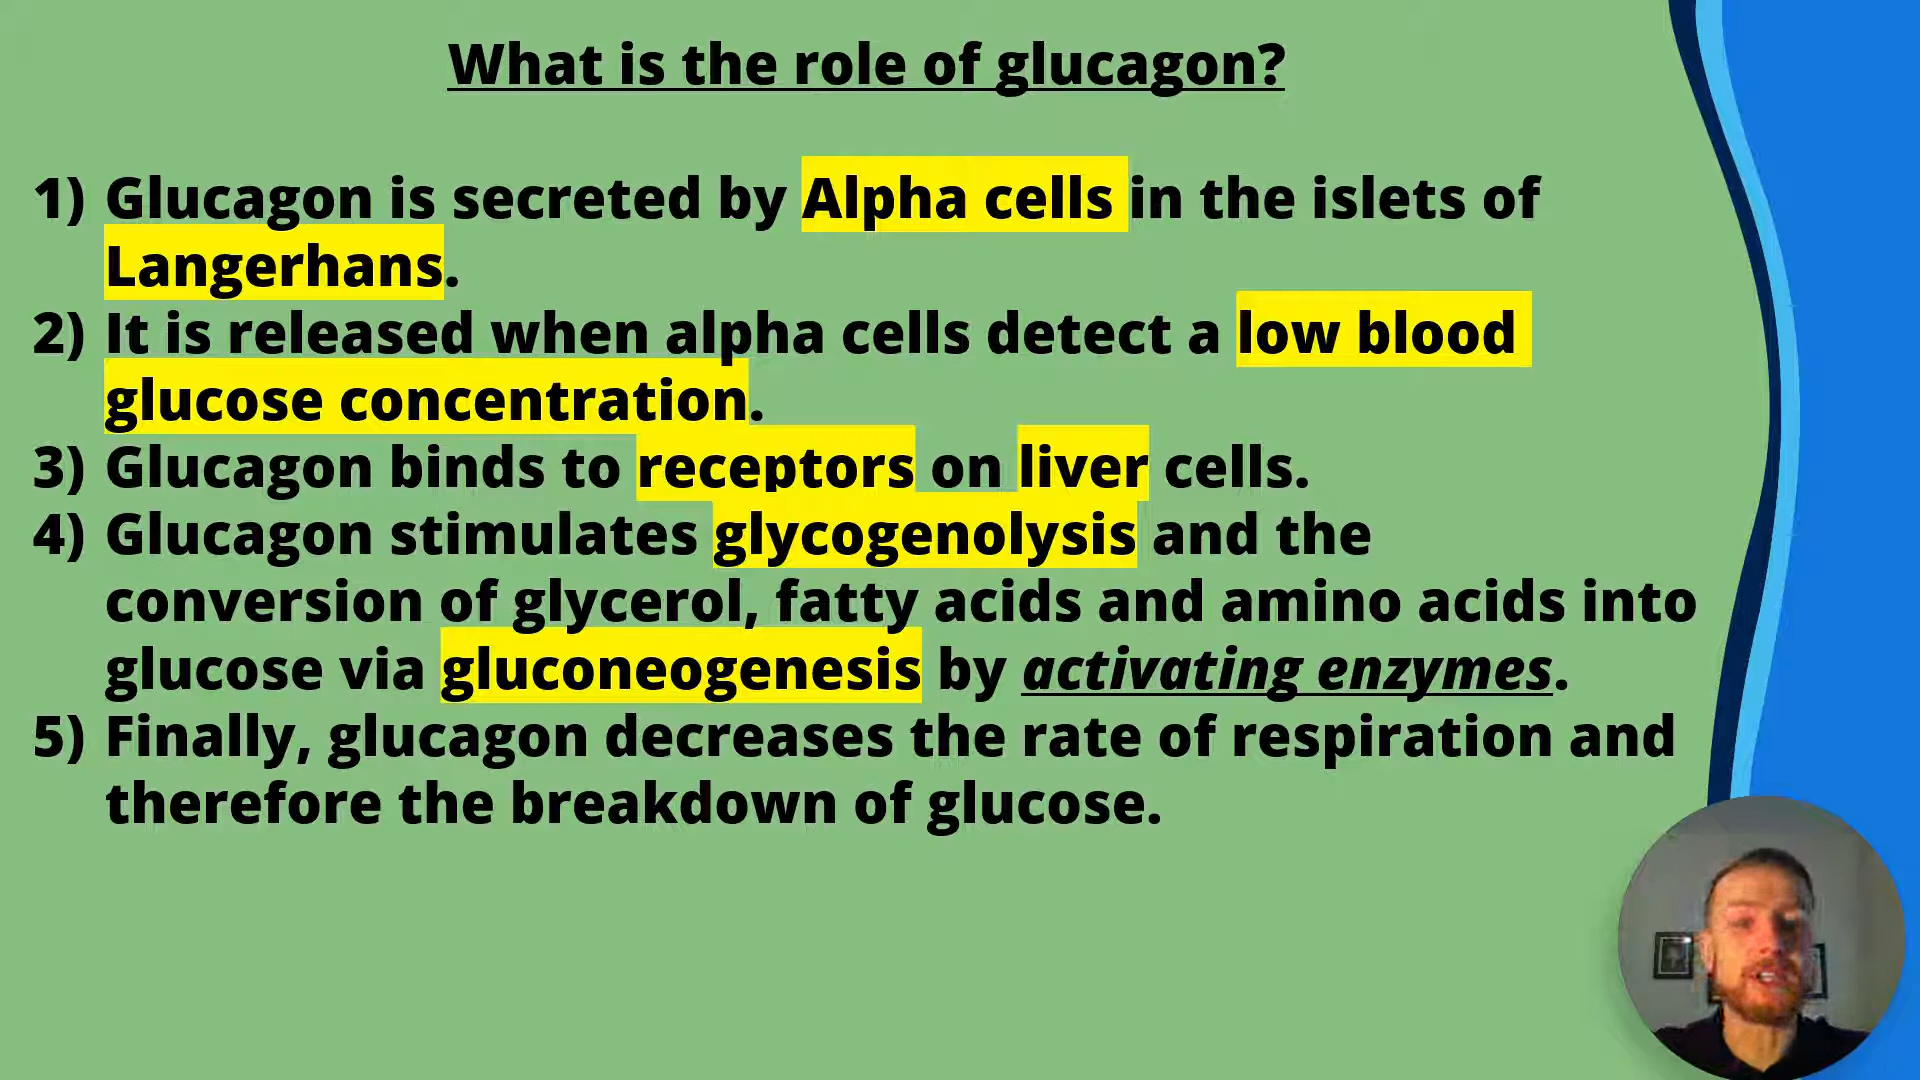 What is the role of glucagon?
1) Glucagon is secreted by Alpha cells in the islets of
Langerhans.
2) It is released when alpha cells detect a low blood
glucose concentration.
3) Glucagon binds to receptors on liver cells.
4) Glucagon stimulates glycogenolysis and the
conversion of glycerol, fatty acids and amino acids into
glucose via gluconeogenesis by activating enzymes.
5) Finally, glucagon decreases the rate of respiration and
therefore the breakdown of glucose.